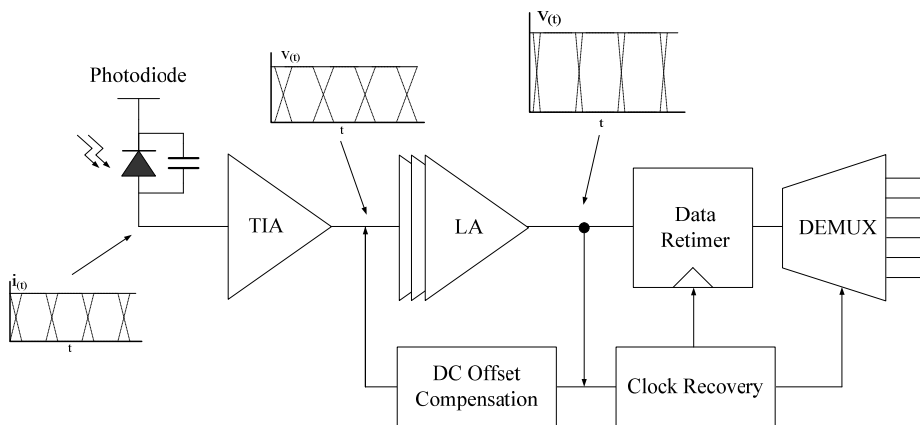 V(t)
Photodiode
V(t)
t
t
TIA
LA
Data
Retimer
DEMUX
i(t)
t
DC Offset
Compensation
Clock Recovery